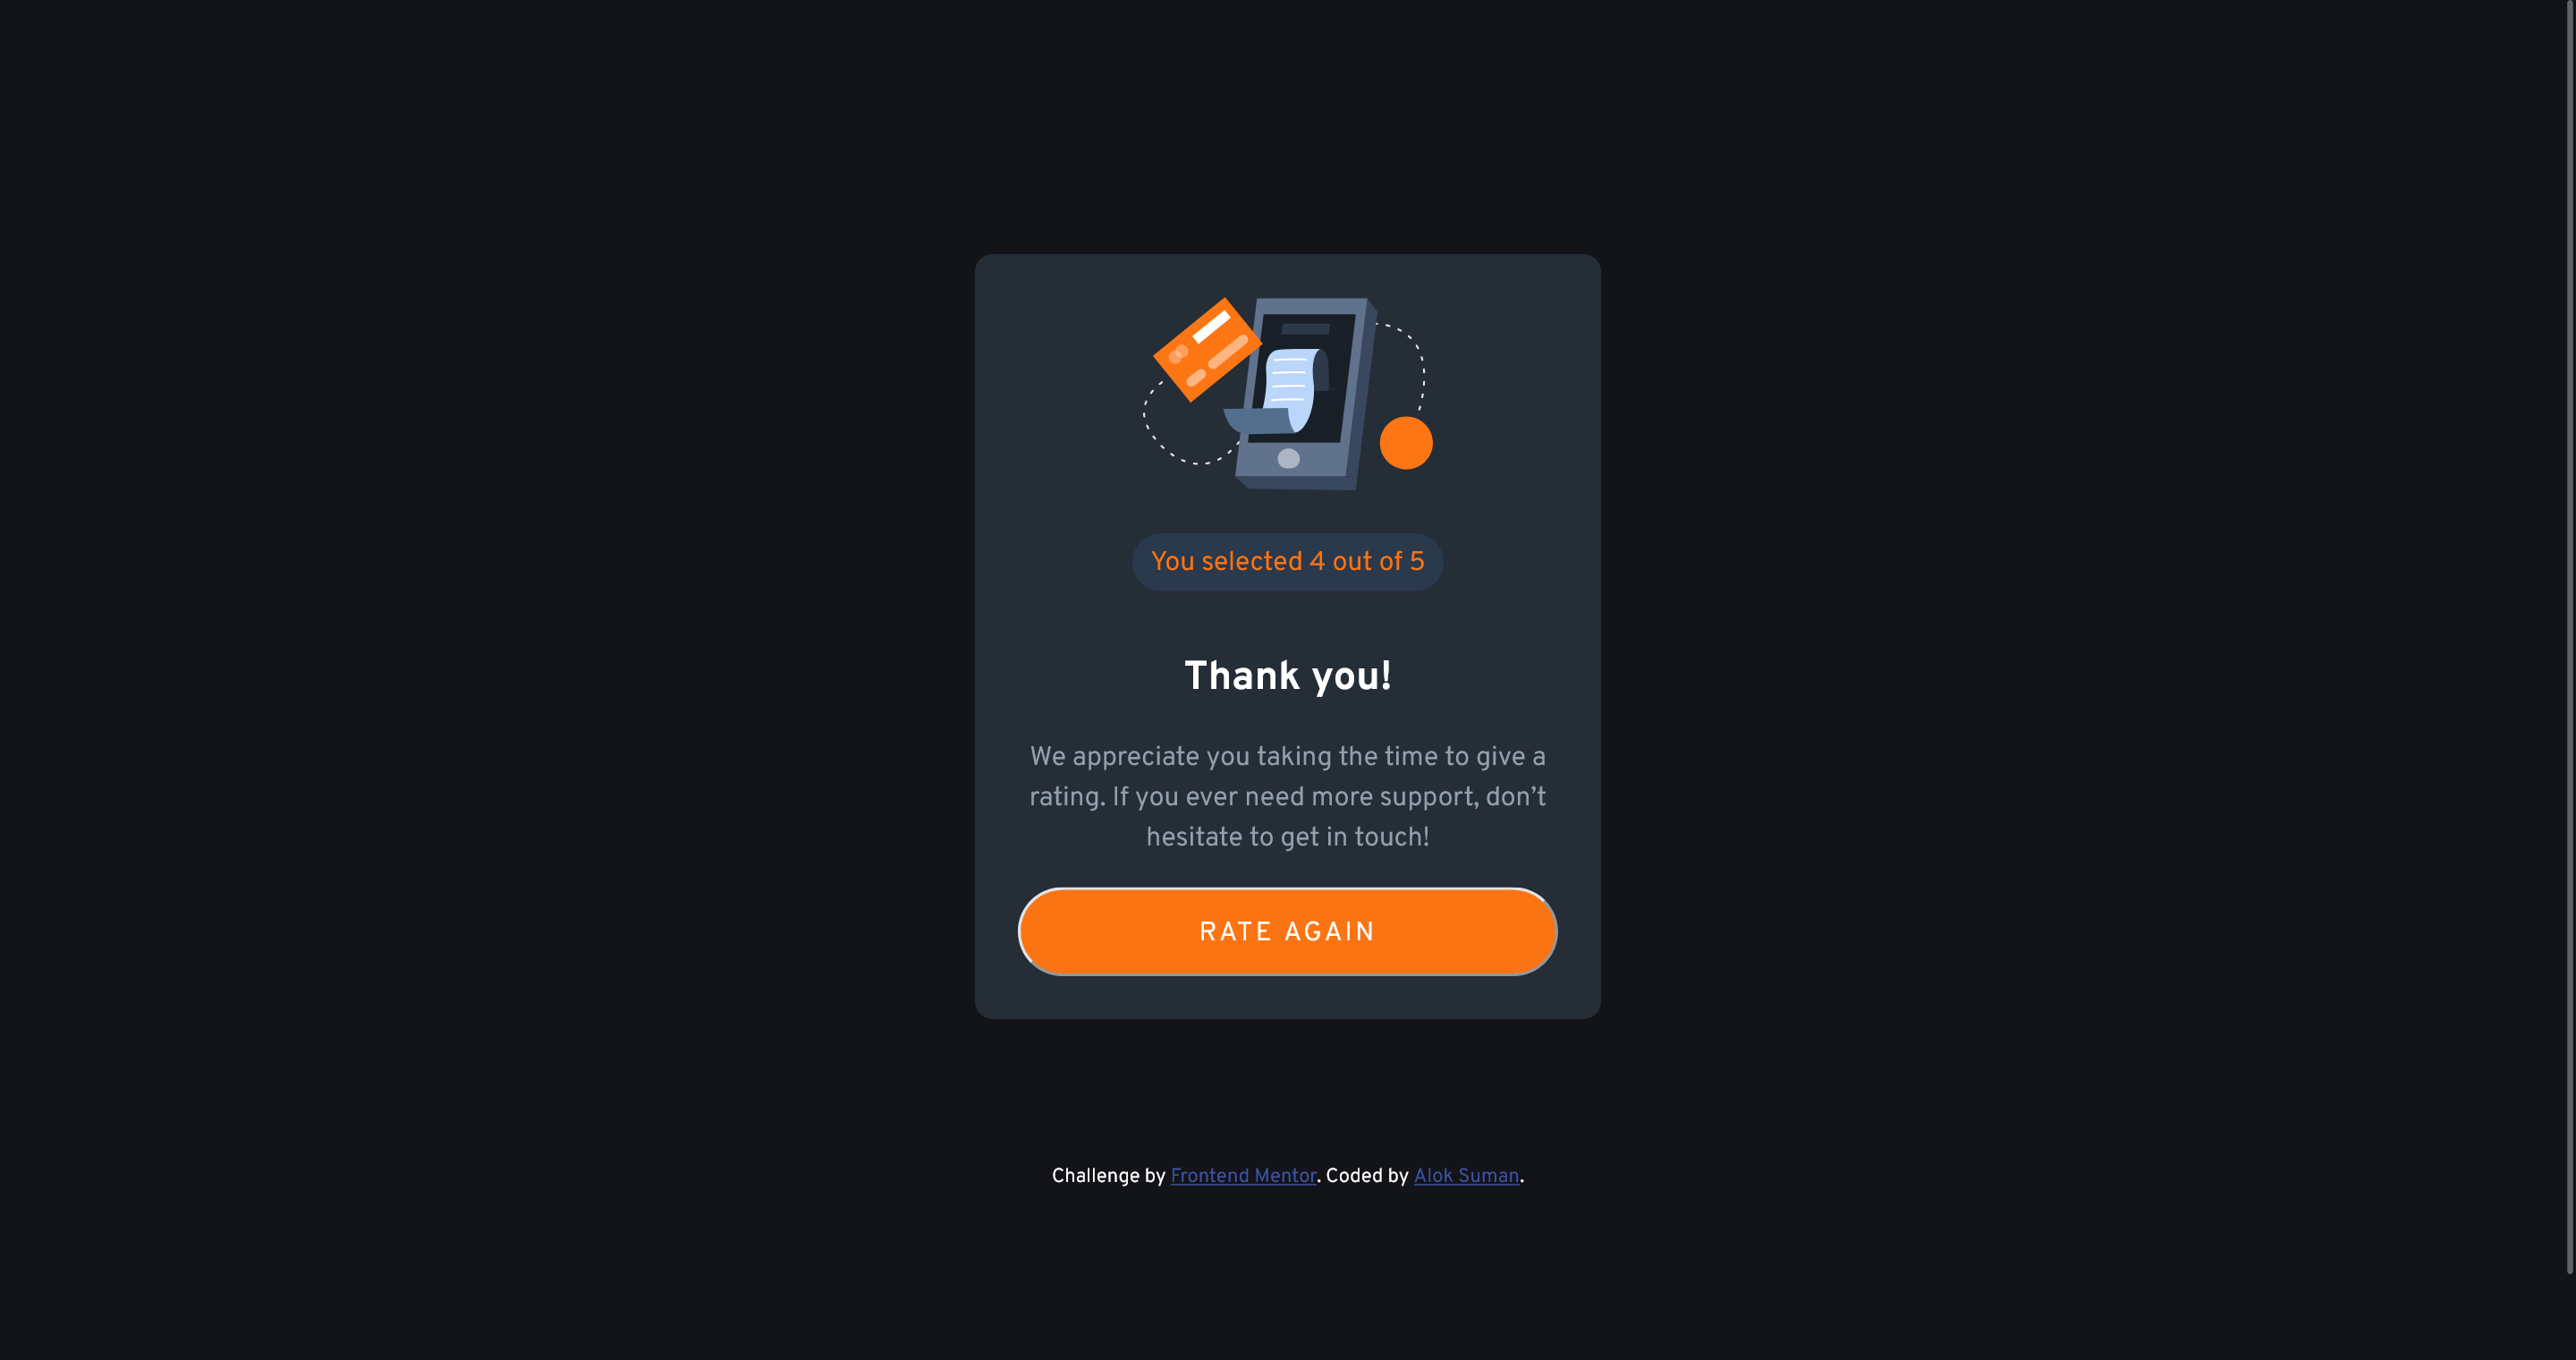 You selected 4 out of 5
Thank you!
We appreciate you taking the time to give a
rating. If you ever need more support, don’t
hesitate to get in touch!
RATE AGAIN
Challenge by Frontend Mentor. Coded by Alok Suman.